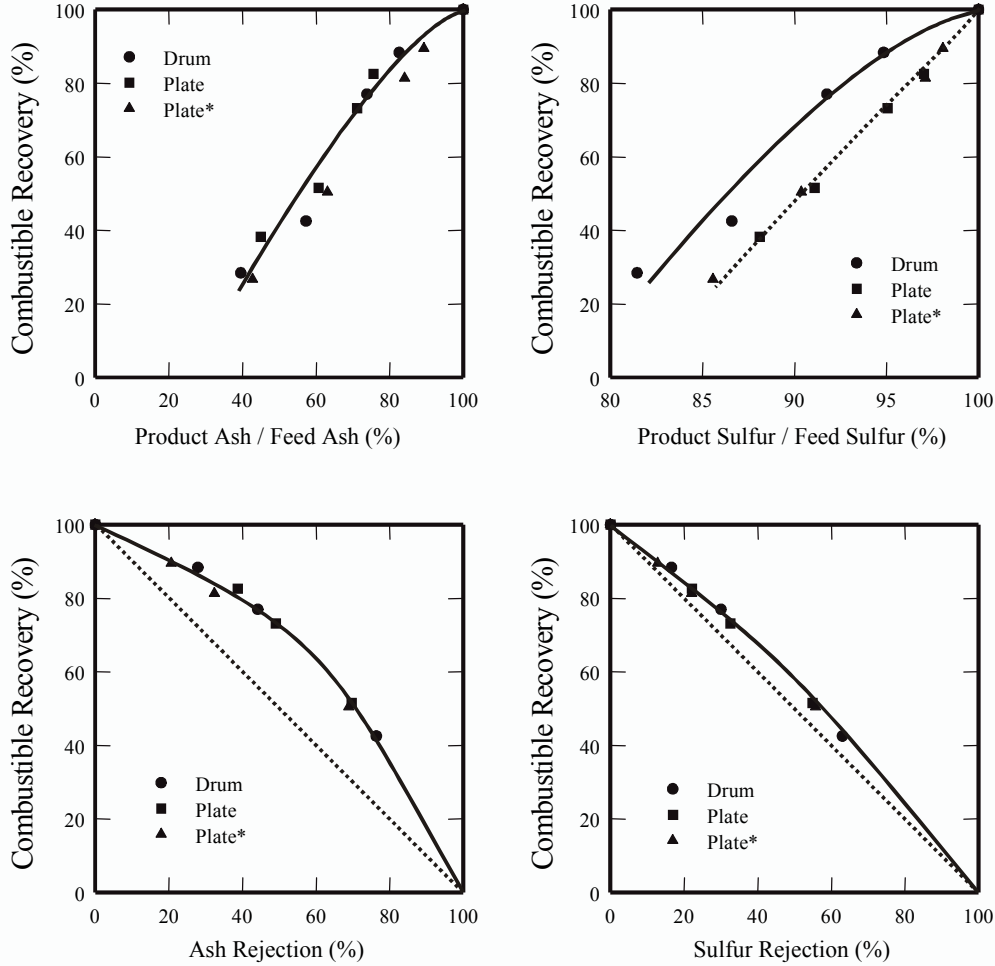 Combustible Recovery (%)
100
80
60
40
20
0
Drum
Plate
Plate*
0 20 40 60 80 100
Product Ash / Feed Ash (%)
Combustible Recovery (%)
100
80
60
40
20
0
Drum
Plate
Plate*
80 85 90 95 100
Product Sulfur / Feed Sulfur (%)
Combustible Recovery (%)
100
80
60
40
20
0
Drum
Plate
Plate*
0 20 40 60 80 100
Ash Rejection (%)
Combustible Recovery (%)
100
80
60
40
20
0
Drum
Plate
Plate*
0 20 40 60 80 100
Sulfur Rejection (%)